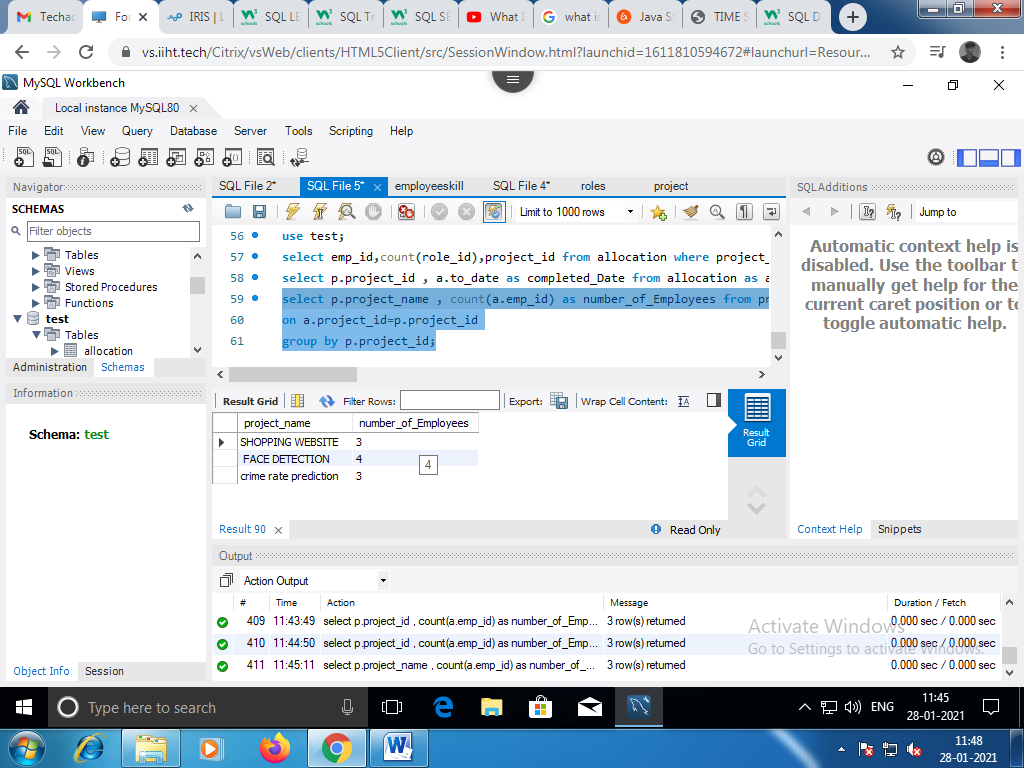 Techac
Fou
IRIS | L
SQL LE
SQL Tr
SQL SE
What I
what is
Java St
TIME S
SQL D
vs.iiht.tech/Citrix/vsWeb/clients/HTML5Client/src/SessionWindow.html?launchid=1611810594672#launchurl=Resour...
MySQL Workbench
Local instance MySQL80
File Edit View Query Database Server Tools Scripting Help
Navigator
SCHEMAS
Filter objects
Tables
Views
Stored Procedures
Functions
test
Tables
allocation
Administration Schemas
Information
Schema: test
Object Info Session
SQL File 2* SQL File 5* employeeskill SQL File 4* roles project
Limit to 1000 rows
56 use test;
57 select emp_id,count(role_id),project_id from allocation where project_
58 select p.project_id , a.to_date as completed_Date from allocation as a
59 select p.project_name , count(a.emp_id) as number_of_Employees from pr
60 on a.project_id=p.project_id
61 group by p.project_id;
Result Grid Filter Rows: Export: Wrap Cell Content:
project_name number_of_Employees
SHOPPING WEBSITE 3
FACE DETECTION 4
crime rate prediction 3
4
Result Grid
Result 90 Read Only
SQLAdditions
Jump to
Automatic context help is
disabled. Use the toolbar t
manually get help for the
current caret position or to
toggle automatic help.
Context Help Snippets
Output
Action Output
# Time Action Message Duration / Fetch
409 11:43:49 select p.project_id , count(a.emp_id) as number_of_Emp... 3 row(s) returned 0.000 sec / 0.000 sec
410 11:44:50 select p.project_id , count(a.emp_id) as number_of_Emp... 3 row(s) returned 0.000 sec / 0.000 sec
411 11:45:11 select p.project_name , count(a.emp_id) as number_of_... 3 row(s) returned 0.000 sec / 0.000 sec
Activate Windows
Go to Settings to activate Windows.
Type here to search
ENG
11:45
28-01-2021
11:48
28-01-2021